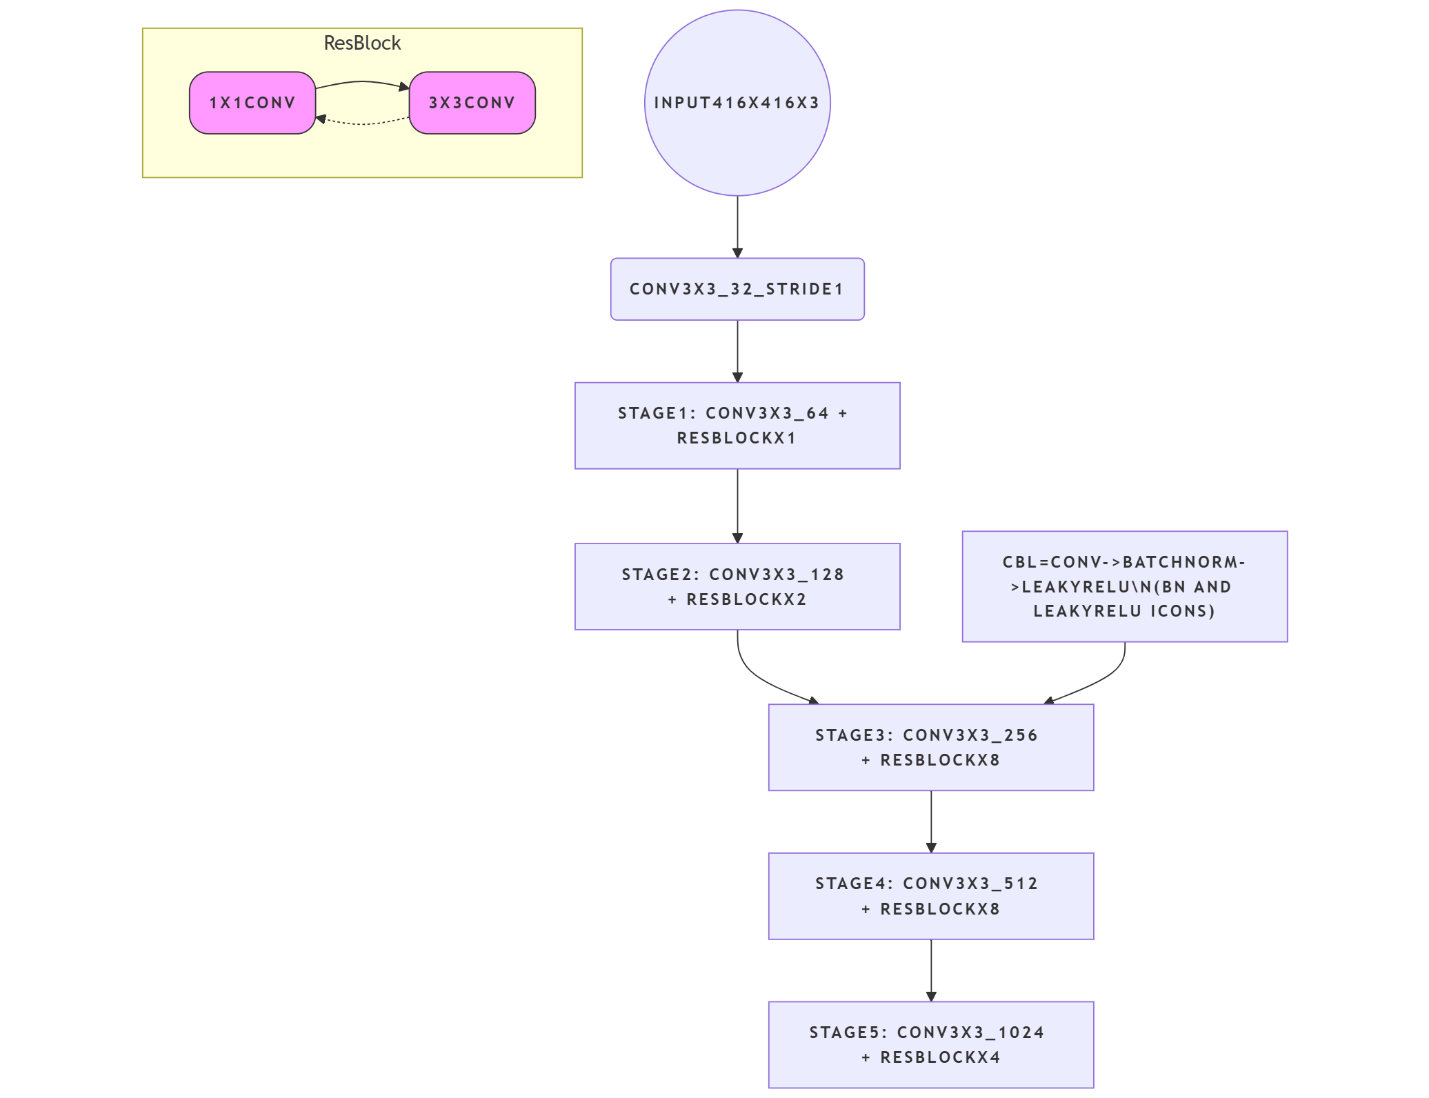 ResBlock
1X1CONV
3X3CONV
INPUT416X416X3
CONV3X3_32_STRIDE1
STAGE1: CONV3X3_64 +
RESBLOCKX1
STAGE2: CONV3X3_128
+ RESBLOCKX2
CBL=CONV->BATCHNORM-
>LEAKYRELU\N(BN AND
LEAKYRELU ICONS)
STAGE3: CONV3X3_256
+ RESBLOCKX8
STAGE4: CONV3X3_512
+ RESBLOCKX8
STAGE5: CONV3X3_1024
+ RESBLOCKX4